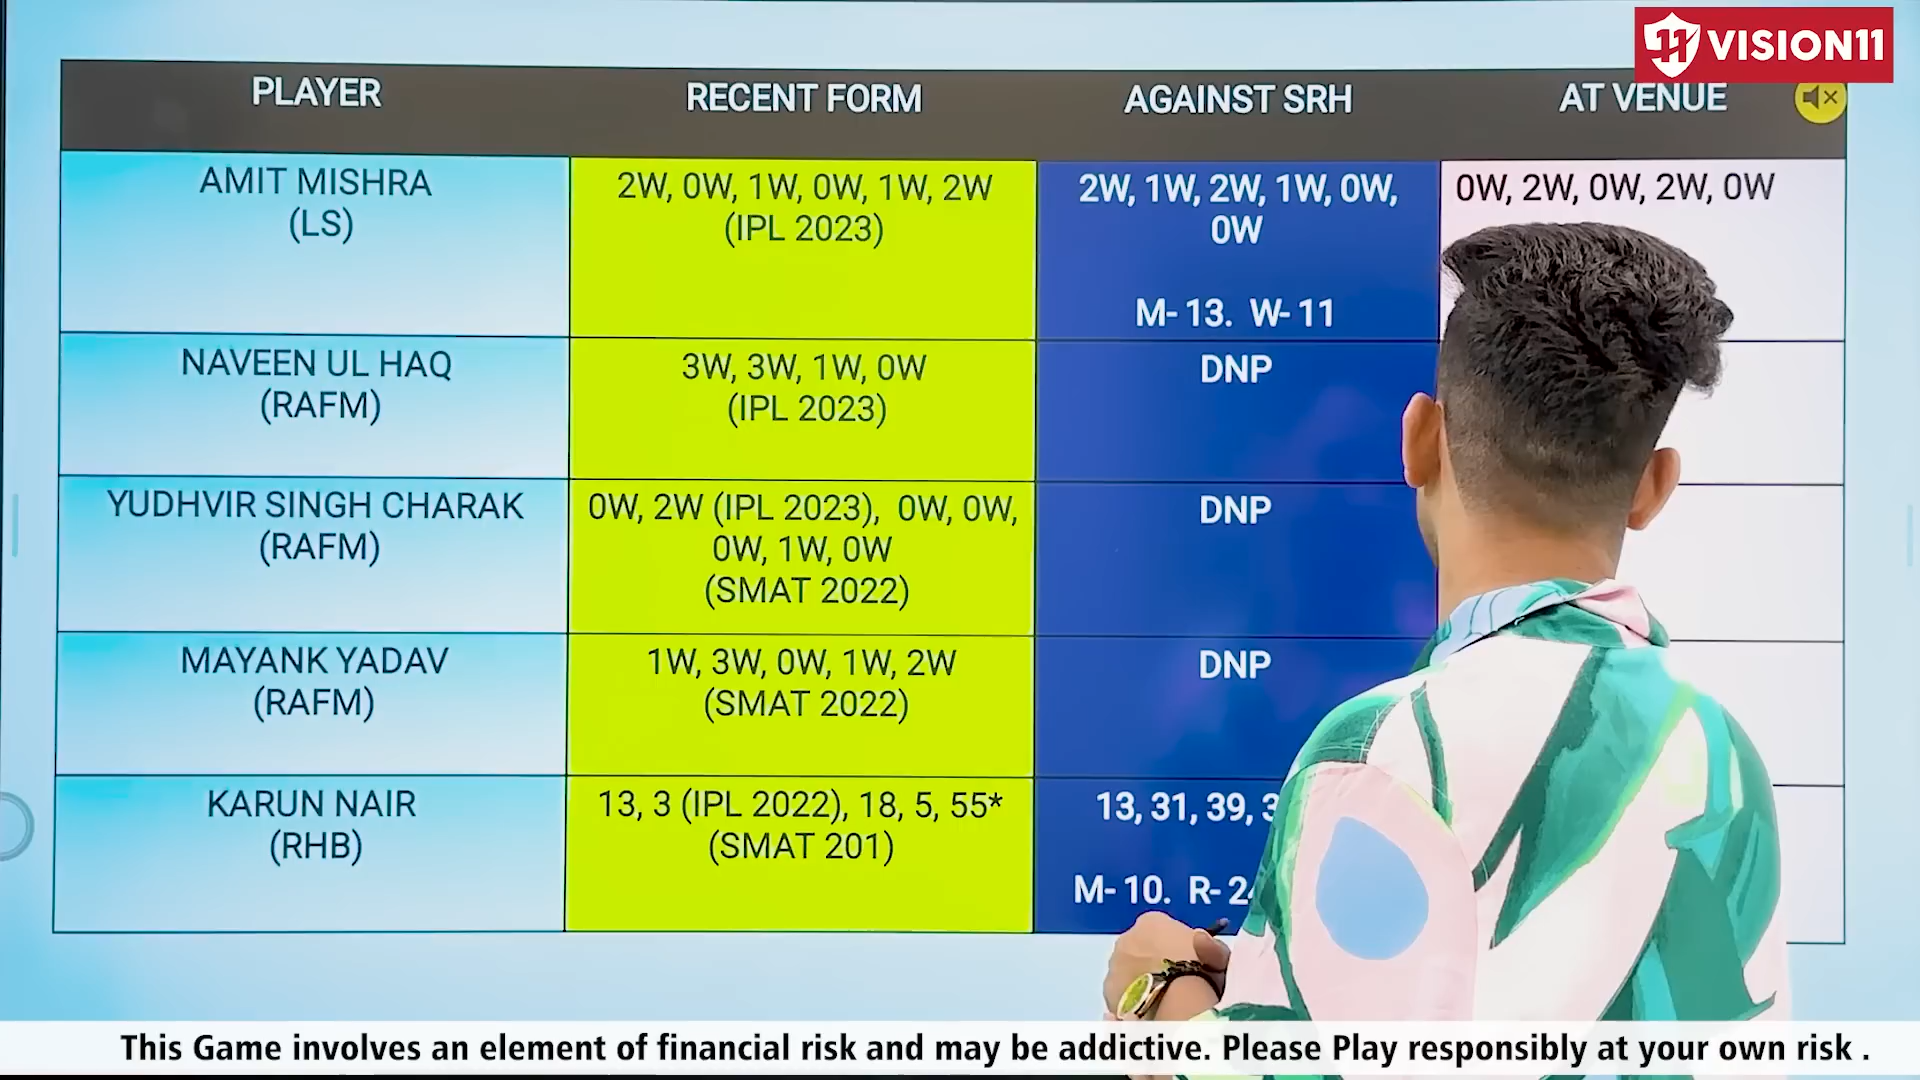 VISION11
PLAYER
RECENT FORM
AGAINST SRH
AT VENUE
AMIT MISHRA
(LS)
2W, 0W, 1W, 0W, 1W, 2W
(IPL 2023)
2W, 1W, 2W, 1W, 0W,
0W
M- 13. W- 11
0W, 2W, 0W, 2W, 0W
NAVEEN UL HAQ
(RAFM)
3W, 3W, 1W, 0W
(IPL 2023)
DNP
YUDHVIR SINGH CHARAK
(RAFM)
0W, 2W (IPL 2023), 0W, 0W,
0W, 1W, 0W
(SMAT 2022)
DNP
MAYANK YADAV
(RAFM)
1W, 3W, 0W, 1W, 2W
(SMAT 2022)
DNP
KARUN NAIR
(RHB)
13, 3 (IPL 2022), 18, 5, 55*
(SMAT 201)
13, 31, 39,
M- 10. R-
This Game involves an element of financial risk and may be addictive. Please Play responsibly at your own risk .